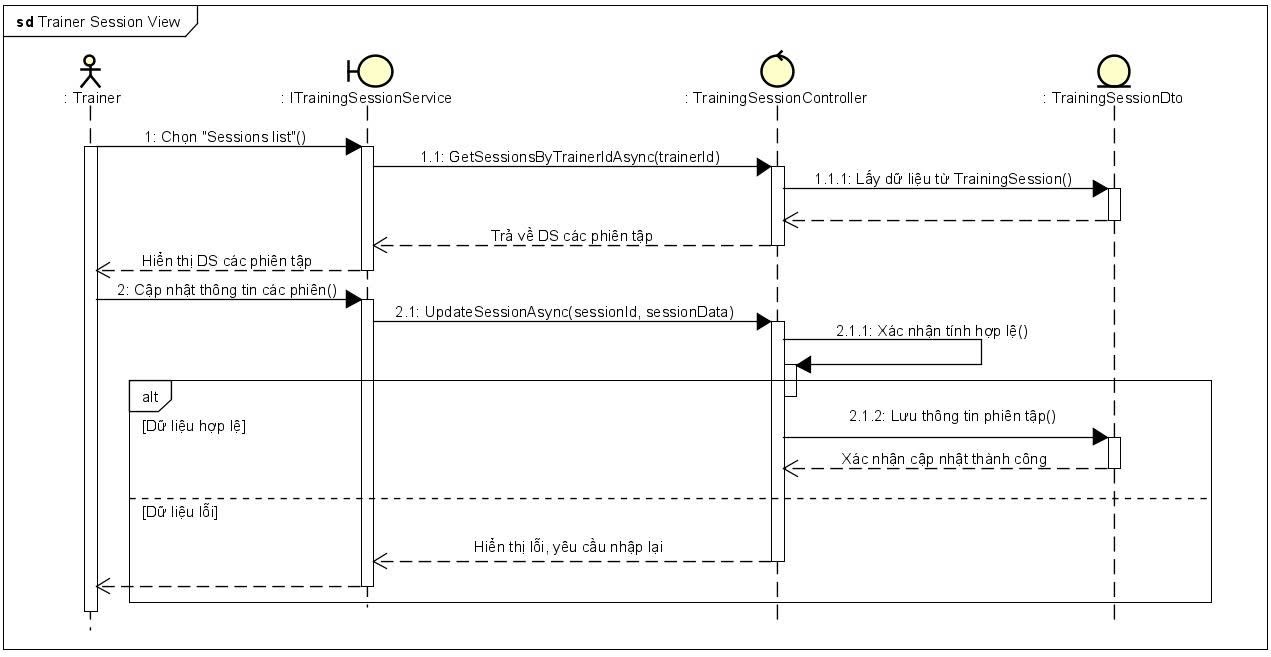 sd Trainer Session View
: Trainer
: ITrainingSessionService
: TrainingSessionController
: TrainingSessionDto
1: Chọn "Sessions list"()
1.1: GetSessionsByTrainerIdAsync(trainerId)
1.1.1: Lấy dữ liệu từ TrainingSession()
Trả về DS các phiên tập
Hiển thị DS các phiên tập
2: Cập nhật thông tin các phiên()
2.1: UpdateSessionAsync(sessionId, sessionData)
2.1.1: Xác nhận tính hợp lệ()
alt
[Dữ liệu hợp lệ]
2.1.2: Lưu thông tin phiên tập()
Xác nhận cập nhật thành công
[Dữ liệu lỗi]
Hiển thị lỗi, yêu cầu nhập lại